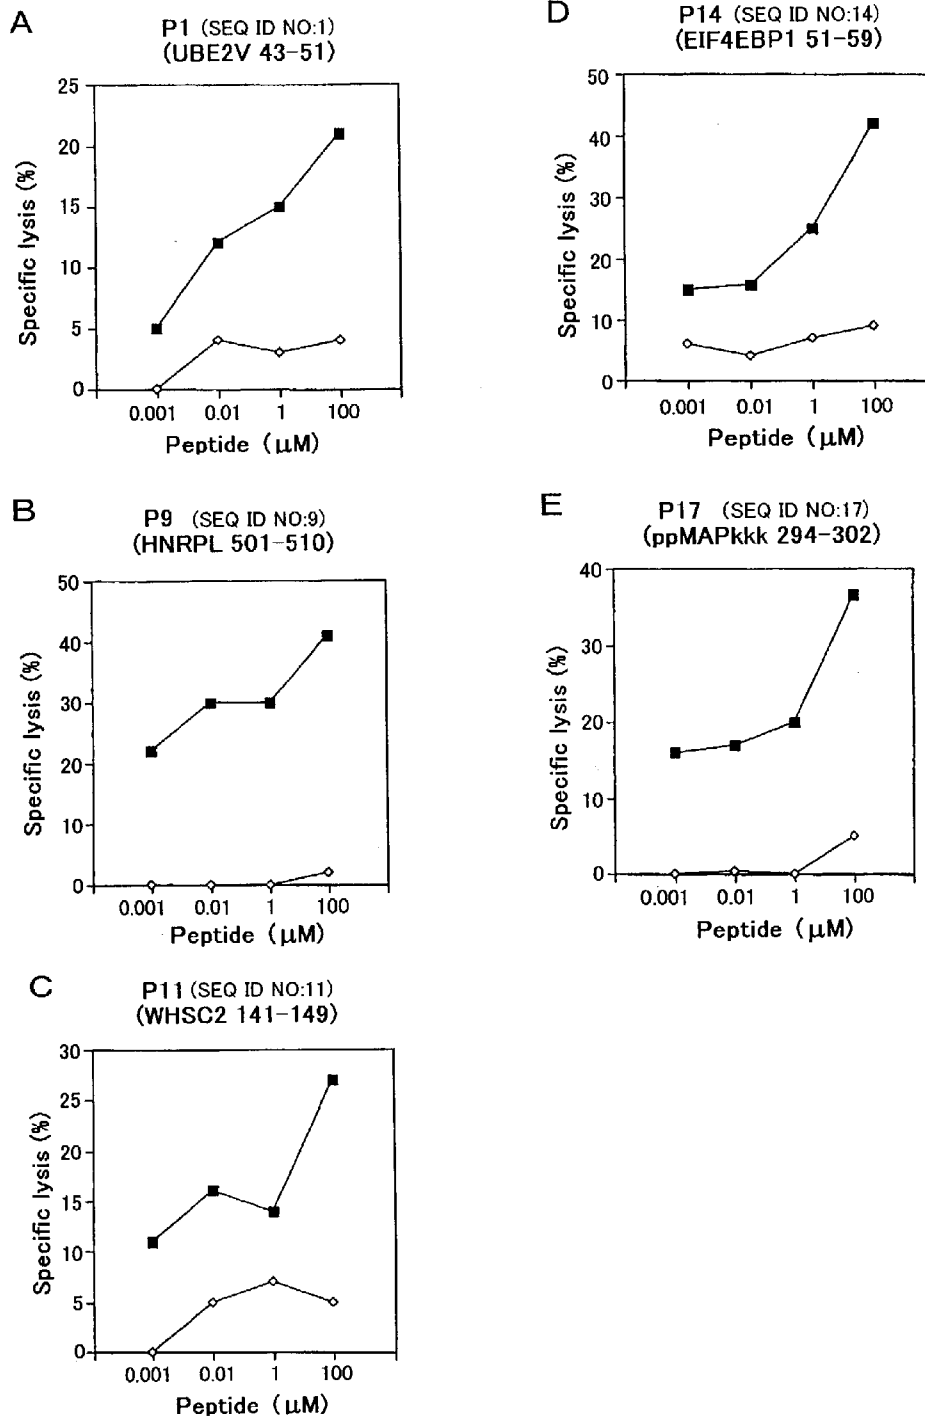 A
P1 (SEQ ID NO:1)
(UBE2V 43-51)
25
20
15
10
5
0
Specific lysis (%)
0.001 0.01 1 100
Peptide (μM)
B
P9 (SEQ ID NO:9)
(HNRPL 501-510)
50
40
30
20
10
0
Specific lysis (%)
0.001 0.01 1 100
Peptide (μM)
C
P11 (SEQ ID NO:11)
(WHSC2 141-149)
30
25
20
15
10
5
0
Specific lysis (%)
0.001 0.01 1 100
Peptide (μM)
D
P14 (SEQ ID NO:14)
(EIF4EBP1 51-59)
50
40
30
20
10
0
Specific lysis (%)
0.001 0.01 1 100
Peptide (μM)
E
P17 (SEQ ID NO:17)
(ppMAPkkk 294-302)
40
30
20
10
0
Specific lysis (%)
0.001 0.01 1 100
Peptide (μM)